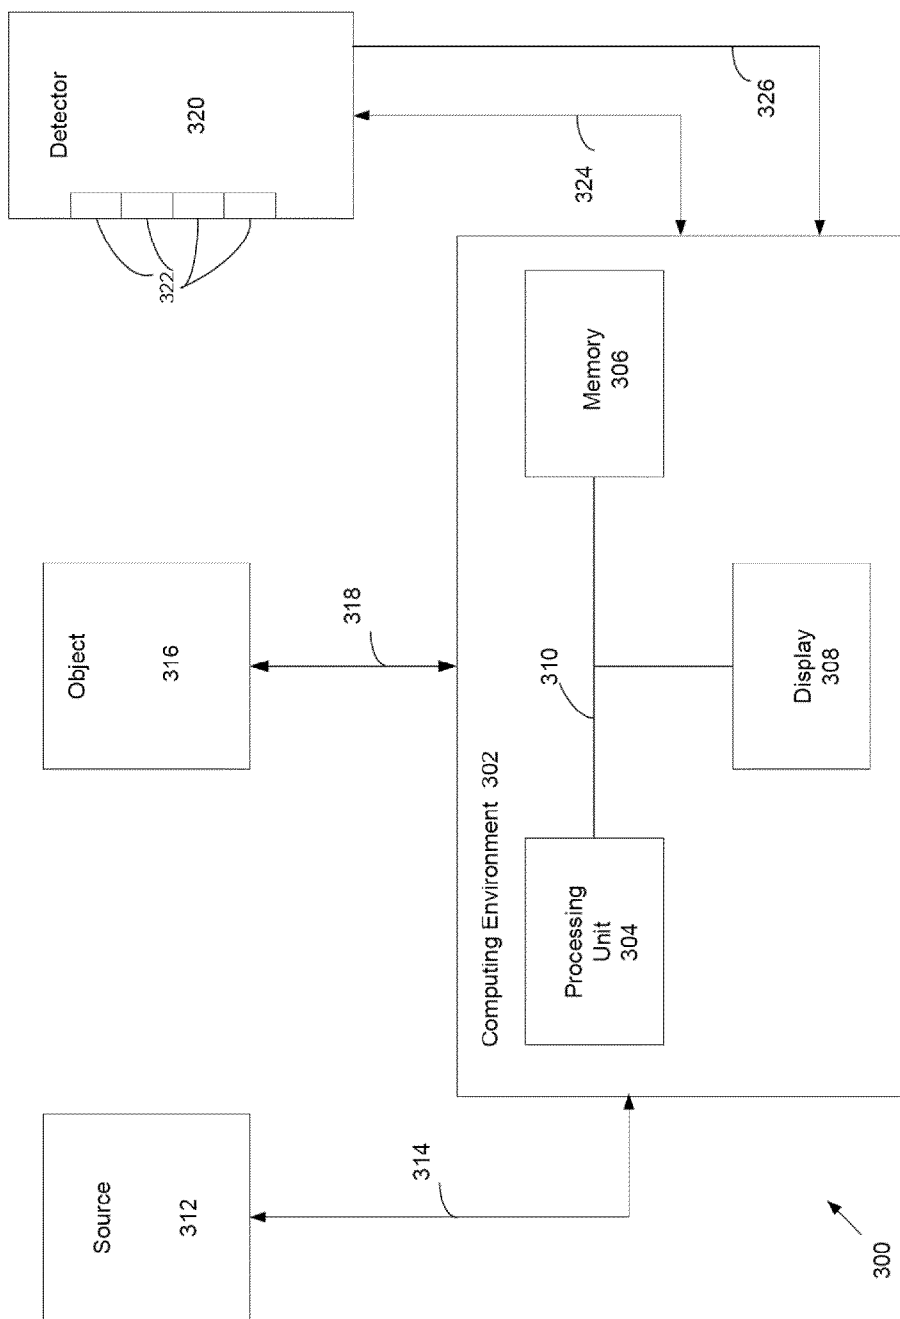 Source
312
Object
316
Detector
320
322
314
318
324
326
Computing Environment 302
Processing
Unit
304
310
Memory
306
Display
308
300